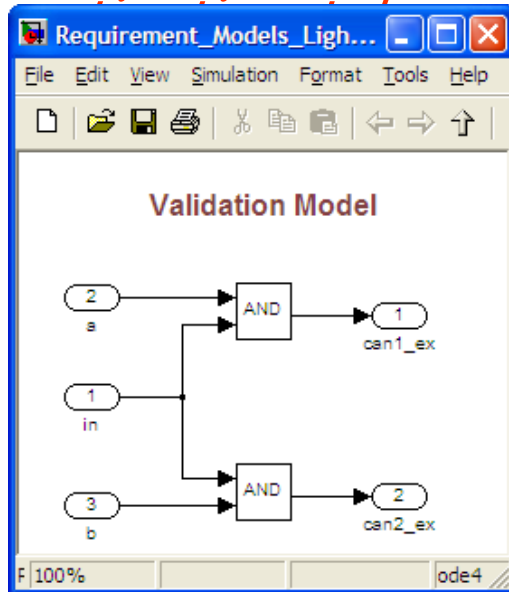 Requirement_Models_Ligh...
File Edit View Simulation Format Tools Help
Validation Model
2
a
AND
1
can1_ex
1
in
3
b
AND
2
can2_ex
100%
ode4